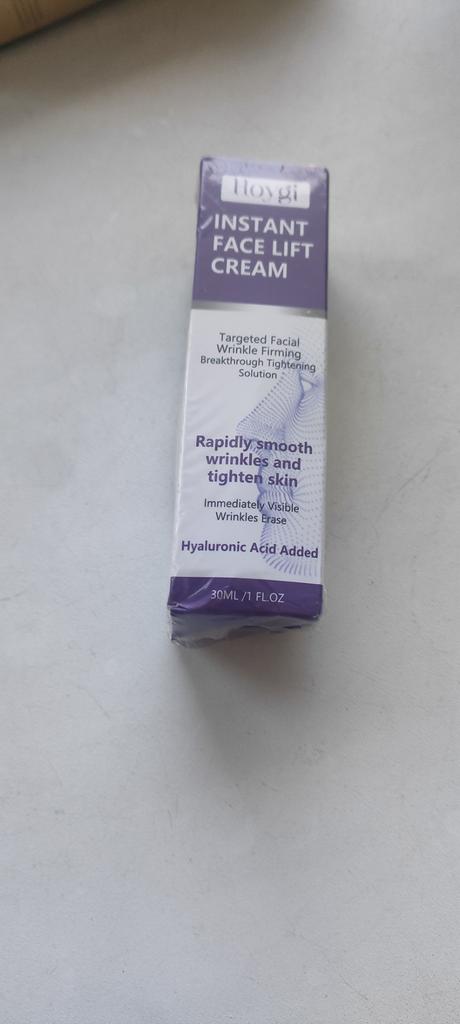 Hoygi
INSTANT
FACE LIFT
CREAM
Targeted Facial
Wrinkle Firming
Breakthrough Tightening
Solution
Rapidly smooth
wrinkles and
tighten skin
Immediately Visible
Wrinkles Erase
Hyaluronic Acid Added
30ML /1 FL.OZ